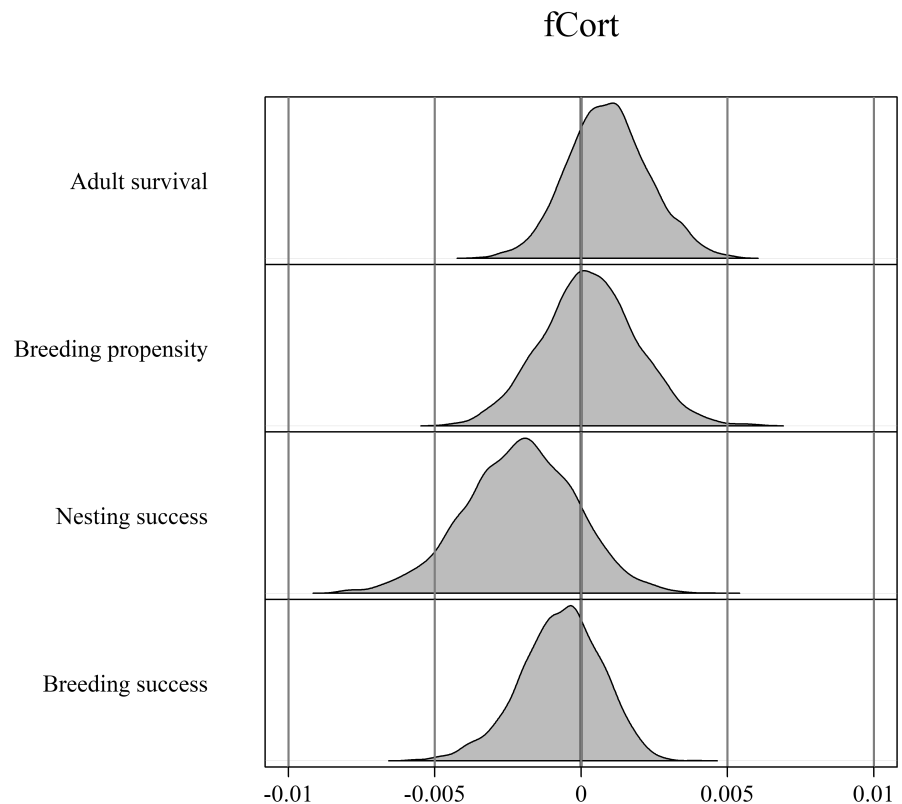 fCort
Adult survival
Breeding propensity
Nesting success
Breeding success
-0.01 -0.005 0 0.005 0.01